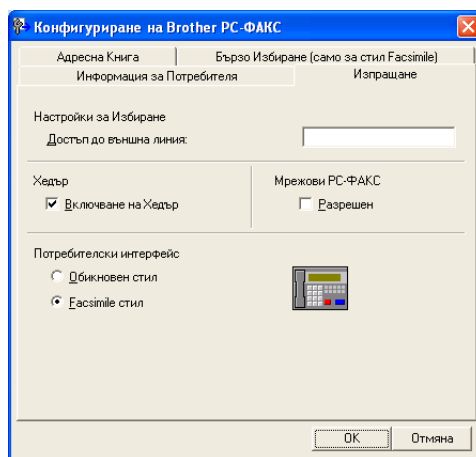 Конфигуриране на Brother PC-ФАКС
Адресна Книга
Бързо Избиране (само за стил Facsimile)
Информация за Потребителя
Изпращане
Настройки за Избиране
Достъп до външна линия:
Хедър
Мрежови PC-ФАКС
Включване на Хедър
Разрешен
Потребителски интерфейс
Обикновен стил
Facsimile стил
OK
Отмяна